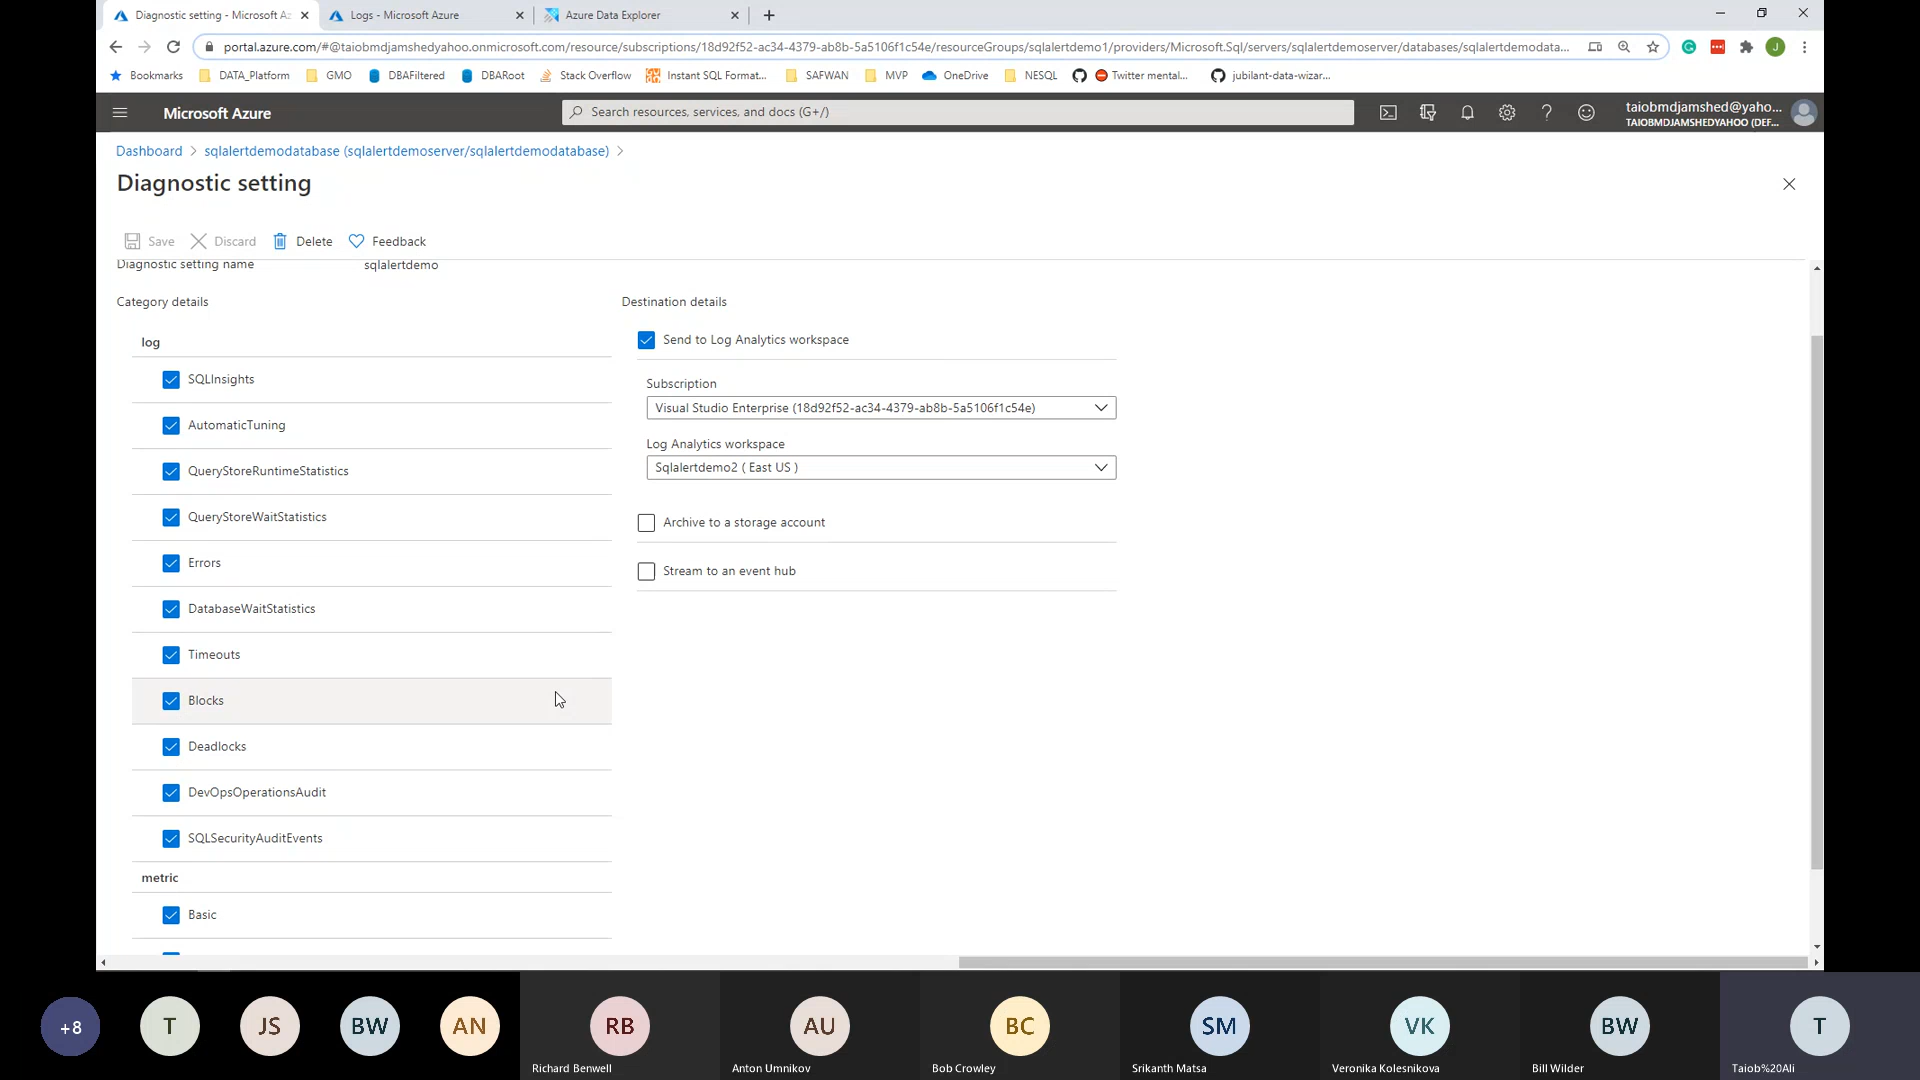 Diagnostic setting - Microsoft Az
Logs - Microsoft Azure
Azure Data Explorer
portal.azure.com/#@taiobmdjamshedyahoo.onmicrosoft.com/resource/subscriptions/18d92f52-ac34-4379-ab8b-5a5106f1c54e/resourceGroups/sqlalertdemo1/providers/Microsoft.Sql/servers/sqlalertdemoserver/databases/sqlalertdemodata...
J
Bookmarks
DATA_Platform
GMO
DBAFiltered
DBARoot
Stack Overflow
Instant SQL Format...
SAFWAN
MVP
OneDrive
NESQL
Twitter mental...
jubilant-data-wizar...
Microsoft Azure
Search resources, services, and docs (G+/)
taiobmdjamshed@yaho...
TAIOBMDJAMSHEDYAHOO (DEF...
Dashboard > sqlalertdemodatabase (sqlalertdemoserver/sqlalertdemodatabase) >
Diagnostic setting
Save
Discard
Delete
Feedback
Diagnostic setting name
sqlalertdemo
Category details
log
SQLInsights
AutomaticTuning
QueryStoreRuntimeStatistics
QueryStoreWaitStatistics
Errors
DatabaseWaitStatistics
Timeouts
Blocks
Deadlocks
DevOpsOperationsAudit
SQLSecurityAuditEvents
metric
Basic
Destination details
Send to Log Analytics workspace
Subscription
Visual Studio Enterprise (18d92f52-ac34-4379-ab8b-5a5106f1c54e)
Log Analytics workspace
Sqlalertdemo2 ( East US )
Archive to a storage account
Stream to an event hub
+8
T
JS
BW
AN
RB
Richard Benwell
AU
Anton Umnikov
BC
Bob Crowley
SM
Srikanth Matsa
VK
Veronika Kolesnikova
BW
Bill Wilder
T
Taiob%20Ali